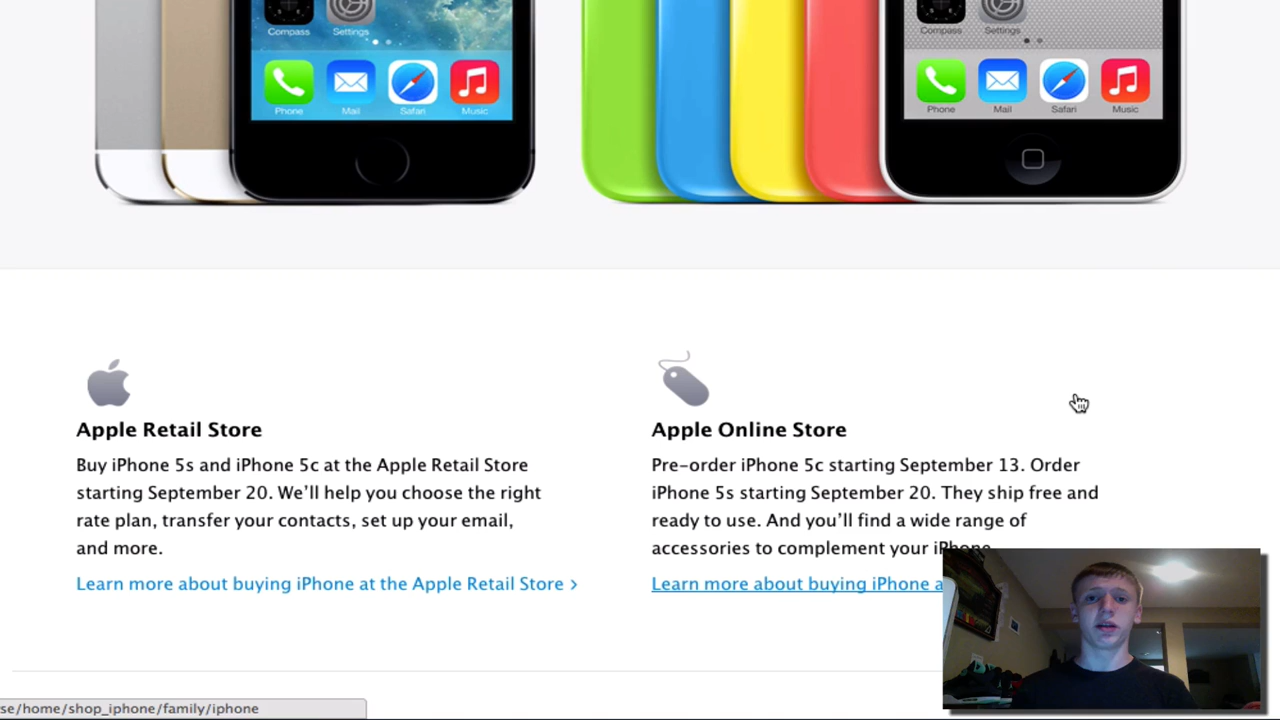 Compass Settings
Compass Settings
Phone Mail Safari Music
Phone Mail Safari Music
Apple Retail Store
Buy iPhone 5s and iPhone 5c at the Apple Retail Store
starting September 20. We’ll help you choose the right
rate plan, transfer your contacts, set up your email,
and more.
Learn more about buying iPhone at the Apple Retail Store >
Apple Online Store
Pre-order iPhone 5c starting September 13. Order
iPhone 5s starting September 20. They ship free and
ready to use. And you’ll find a wide range of
accessories to complement your iPhone.
Learn more about buying iPhone a
se/home/shop_iphone/family/iphone